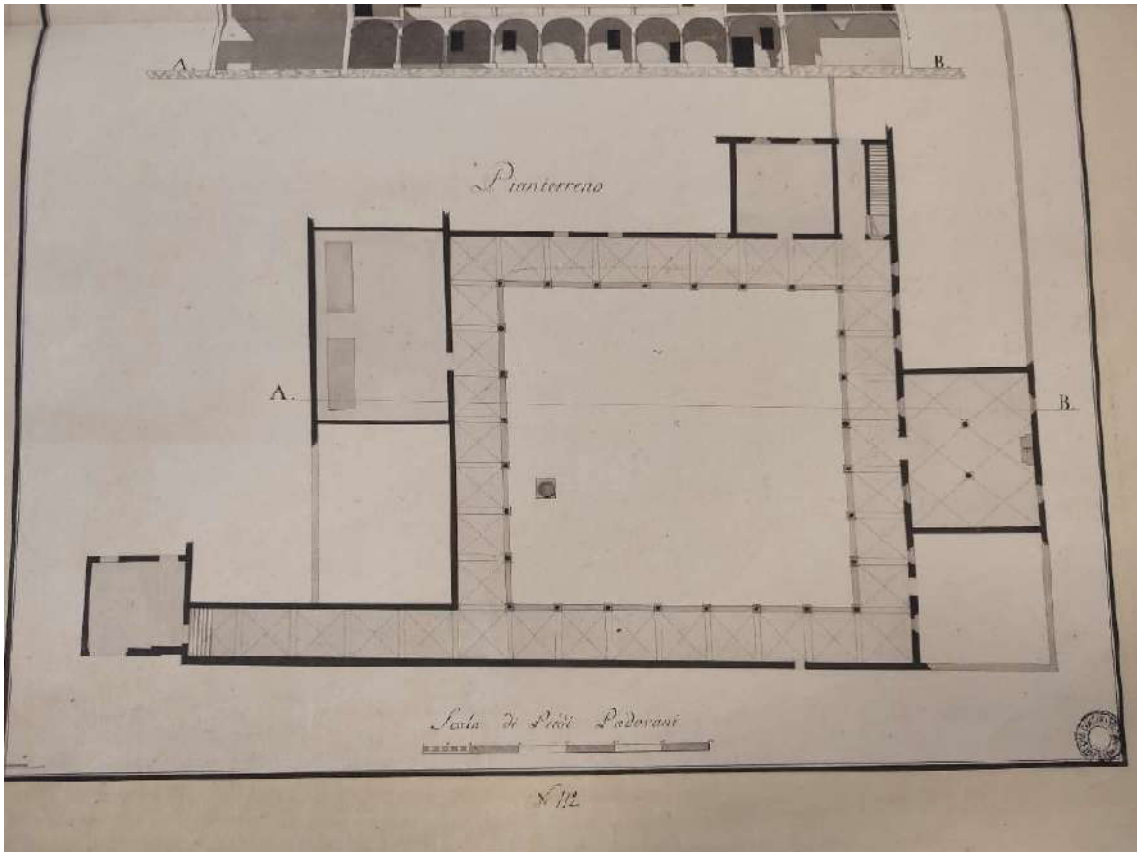 A. B.
Pianterreno
A. B.
Scala di Piedi Padovani
N 112